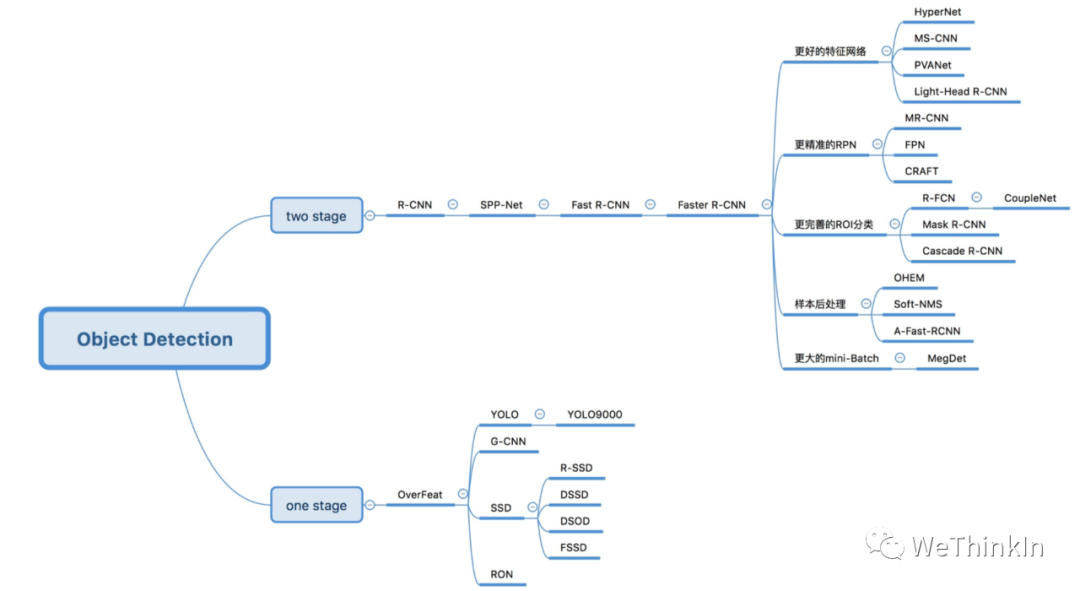 Object Detection
two stage
R-CNN
SPP-Net
Fast R-CNN
Faster R-CNN
更好的特征网络
HyperNet
MS-CNN
PVANet
Light-Head R-CNN
更精准的RPN
MR-CNN
FPN
CRAFT
更完善的ROI分类
R-FCN
CoupleNet
Mask R-CNN
Cascade R-CNN
样本后处理
OHEM
Soft-NMS
A-Fast-RCNN
更大的mini-Batch
MegDet
one stage
OverFeat
YOLO
YOLO9000
G-CNN
SSD
R-SSD
DSSD
DSOD
FSSD
RON
WeThinkIn